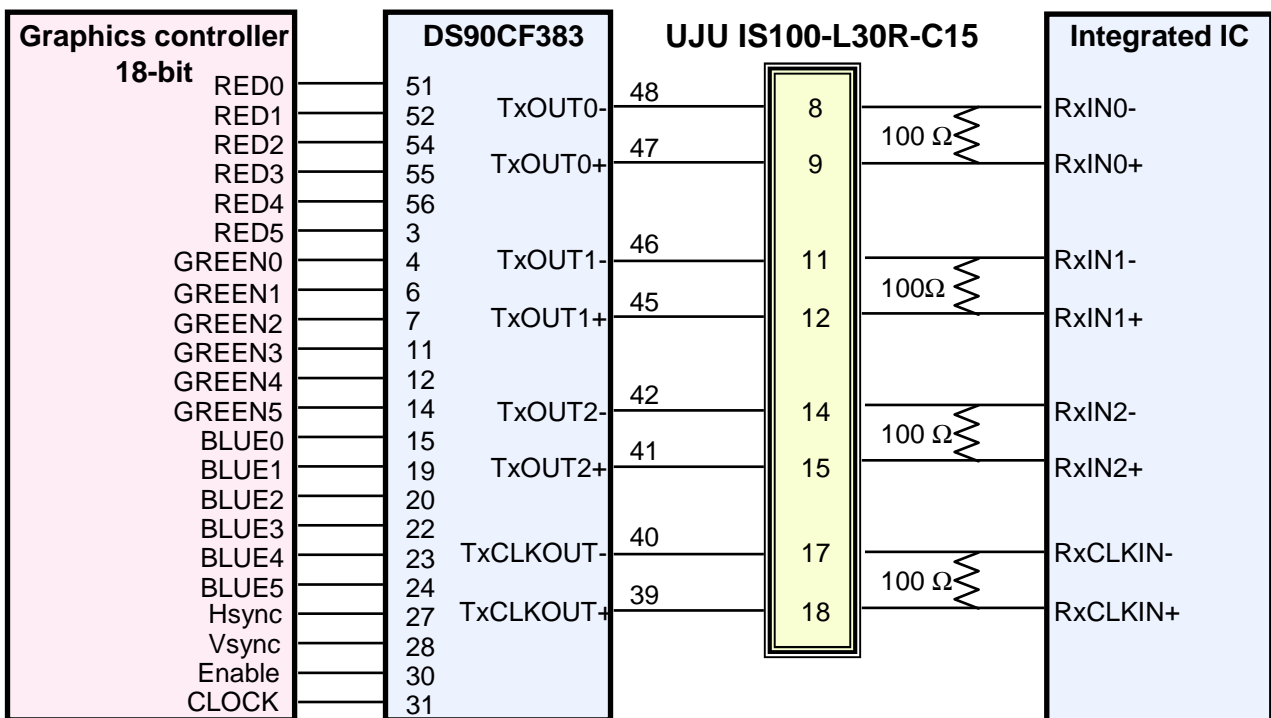 Graphics controller
18-bit
DS90CF383
UJU IS100-L30R-C15
Integrated IC
RED0
RED1
RED2
RED3
RED4
RED5
GREEN0
GREEN1
GREEN2
GREEN3
GREEN4
GREEN5
BLUE0
BLUE1
BLUE2
BLUE3
BLUE4
BLUE5
Hsync
Vsync
Enable
CLOCK
51
52
54
55
56
3
4
6
7
11
12
14
15
19
20
22
23
24
27
28
30
31
TxOUT0- 48 8 RxIN0-
100 Ω
TxOUT0+ 47 9 RxIN0+
TxOUT1- 46 11 RxIN1-
100Ω
TxOUT1+ 45 12 RxIN1+
TxOUT2- 42 14 RxIN2-
100 Ω
TxOUT2+ 41 15 RxIN2+
TxCLKOUT- 40 17 RxCLKIN-
100 Ω
TxCLKOUT+ 39 18 RxCLKIN+